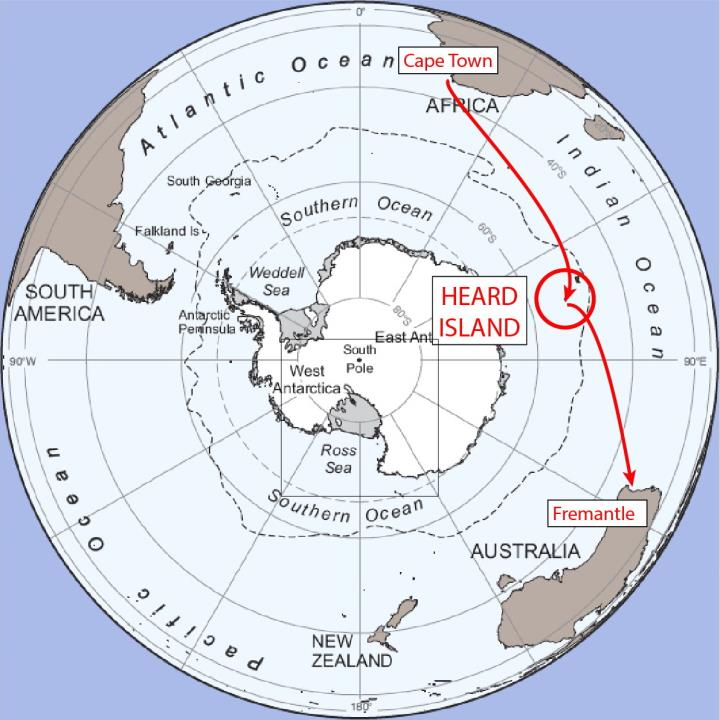 0°
Atlantic Ocean
Cape Town
AFRICA
Indian Ocean
40°S
South Georgia
Southern Ocean
60°S
Falkland Is
Weddell
Sea
SOUTH
AMERICA
Antarctic
Peninsula
80°S
HEARD
ISLAND
East Ant
South
Pole
90°W
90°E
West
Antarctica
Ross
Sea
Southern Ocean
Fremantle
AUSTRALIA
Pacific Ocean
NEW
ZEALAND
180°